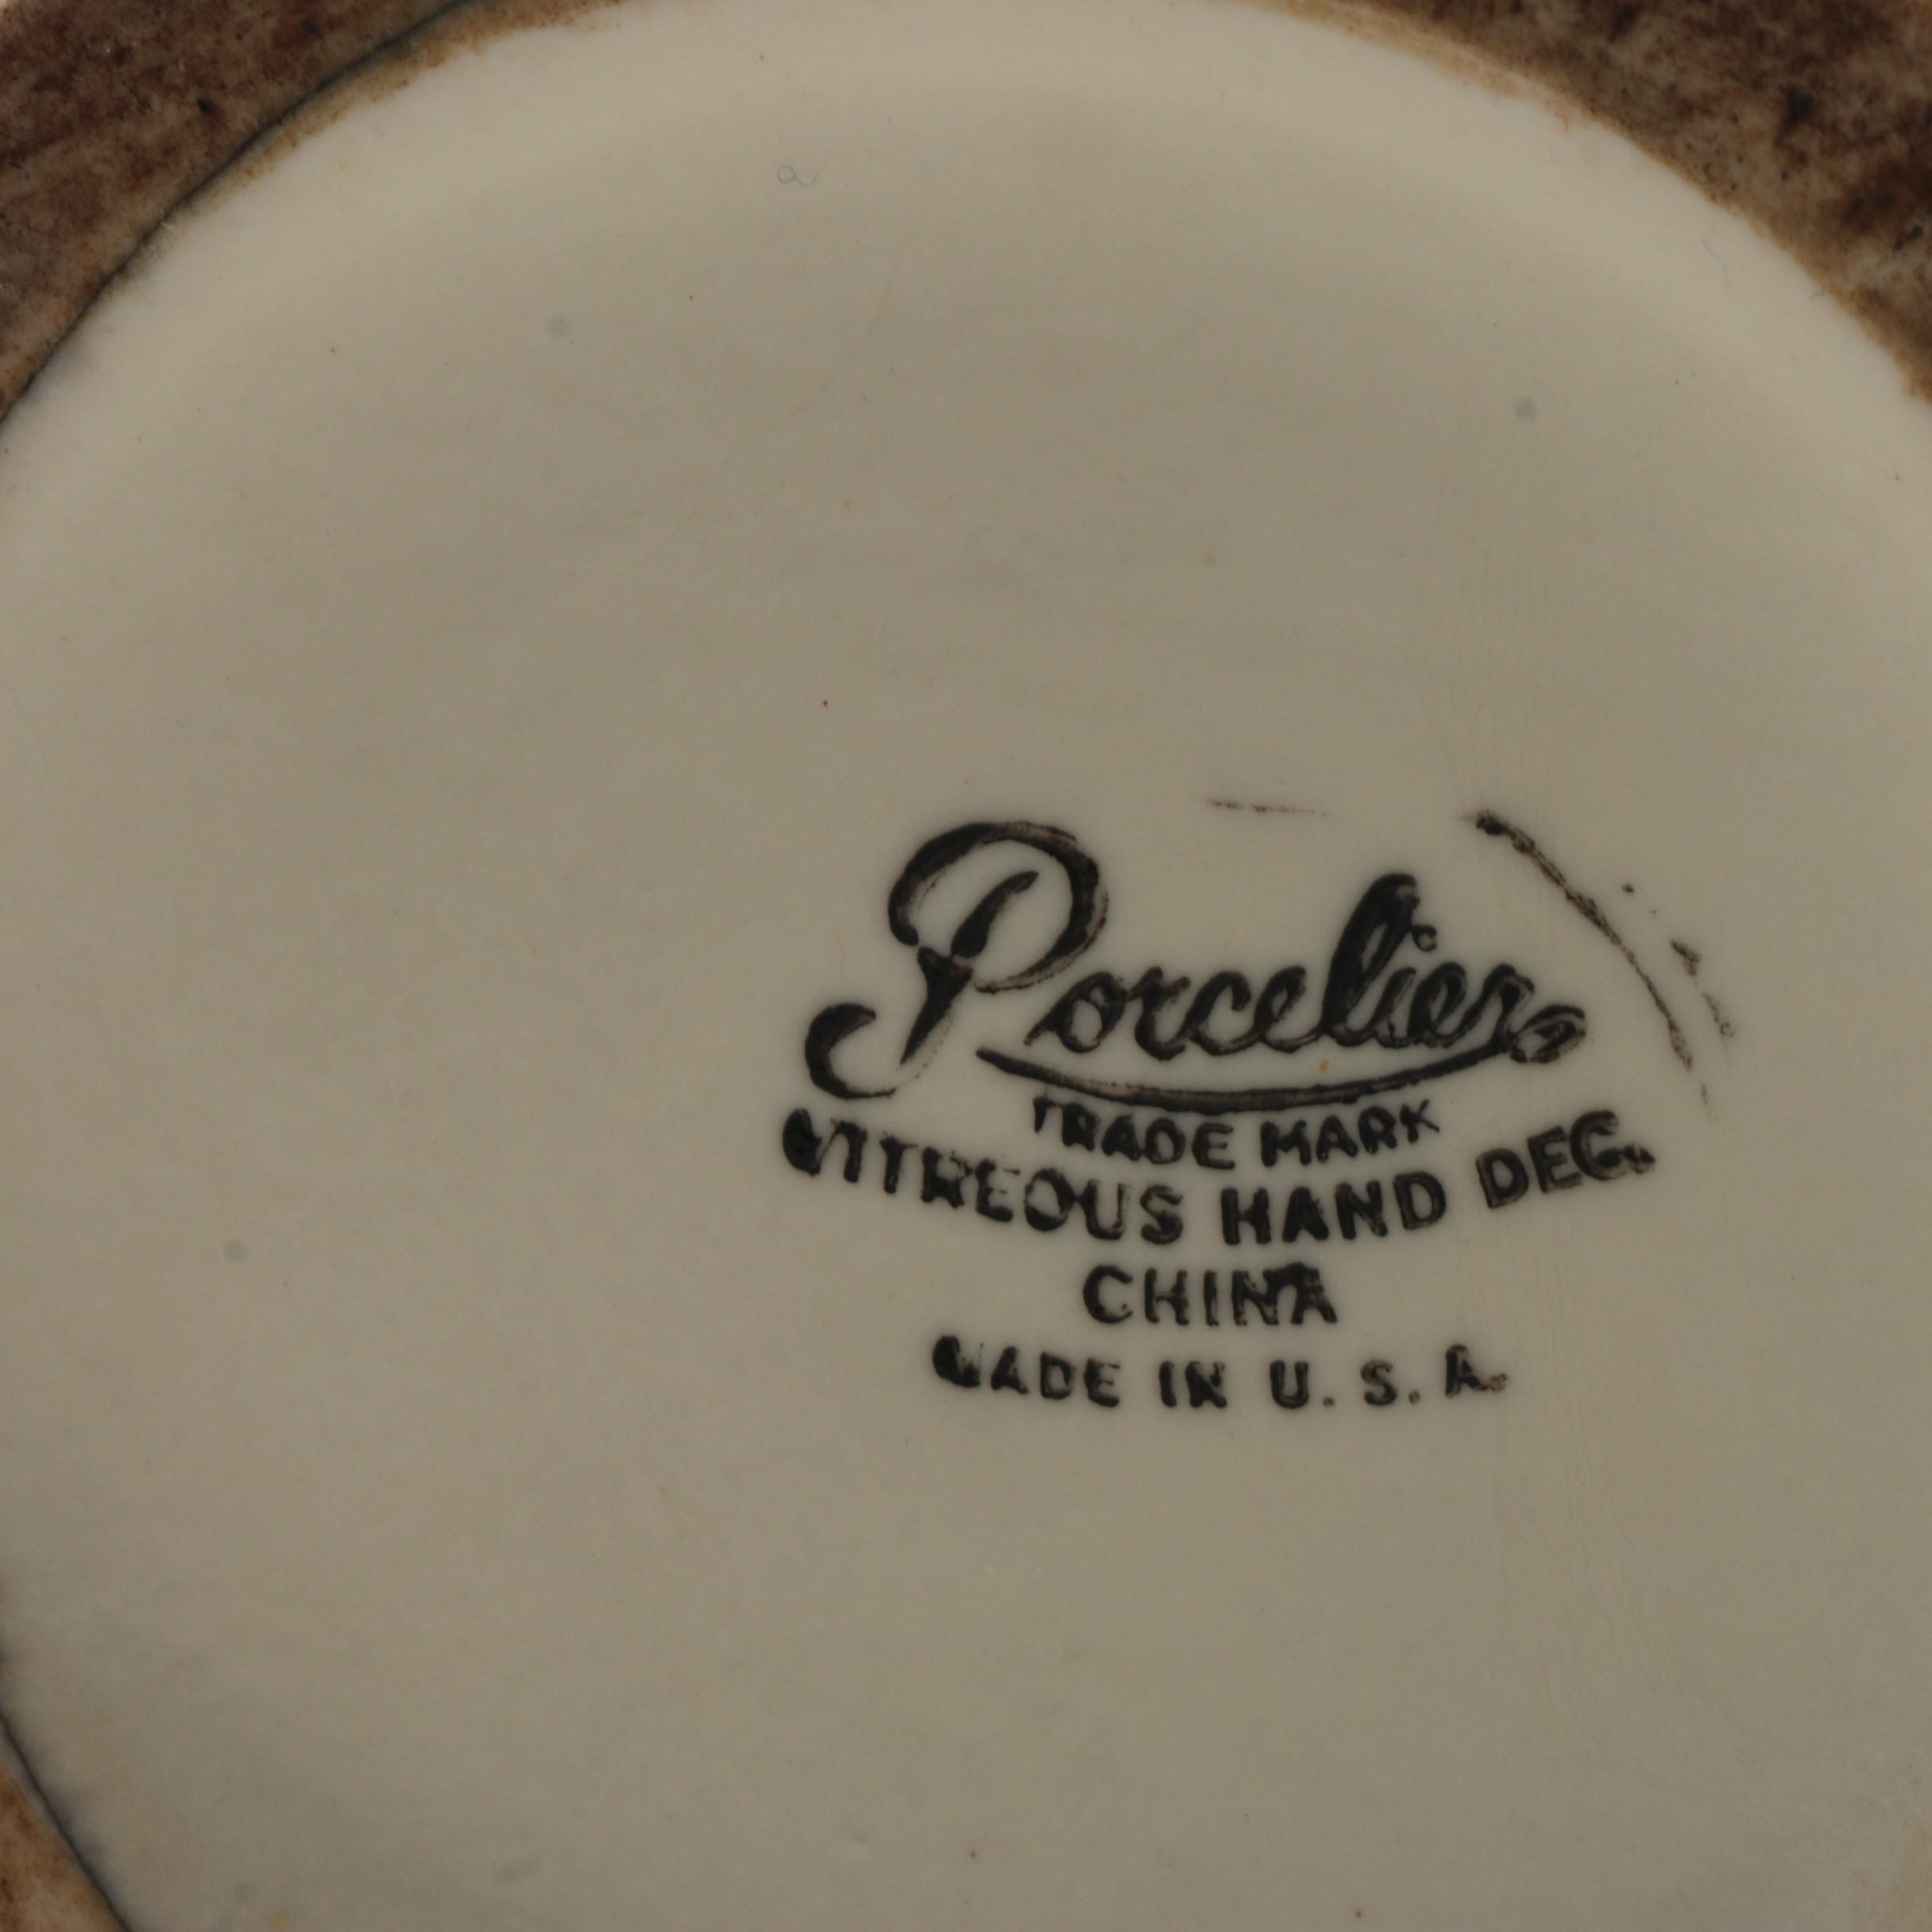 Porcelier
TRADE MARK
VITREOUS HAND DEC.
CHINA
MADE IN U.S.A.